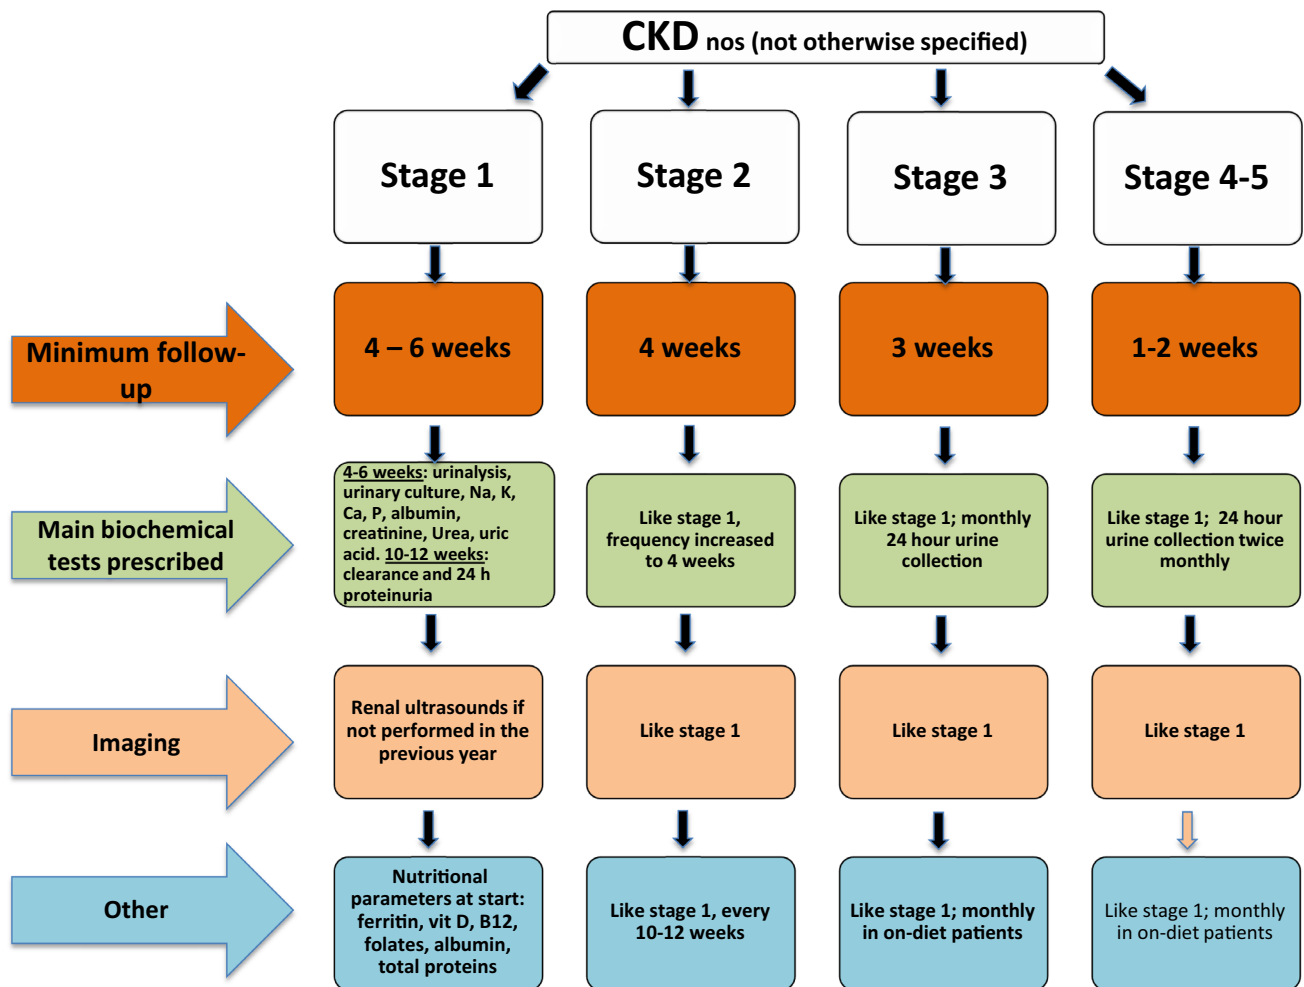 CKD nos (not otherwise specified)
Stage 1
Stage 2
Stage 3
Stage 4-5
Minimum follow-
up
4 – 6 weeks
4 weeks
3 weeks
1-2 weeks
Main biochemical
tests prescribed
4-6 weeks: urinalysis,
urinary culture, Na, K,
Ca, P, albumin,
creatinine, Urea, uric
acid. 10-12 weeks:
clearance and 24 h
proteinuria
Like stage 1,
frequency increased
to 4 weeks
Like stage 1; monthly
24 hour urine
collection
Like stage 1; 24 hour
urine collection twice
monthly
Imaging
Renal ultrasounds if
not performed in the
previous year
Like stage 1
Like stage 1
Like stage 1
Other
Nutritional
parameters at start:
ferritin, vit D, B12,
folates, albumin,
total proteins
Like stage 1, every
10-12 weeks
Like stage 1; monthly
in on-diet patients
Like stage 1; monthly
in on-diet patients